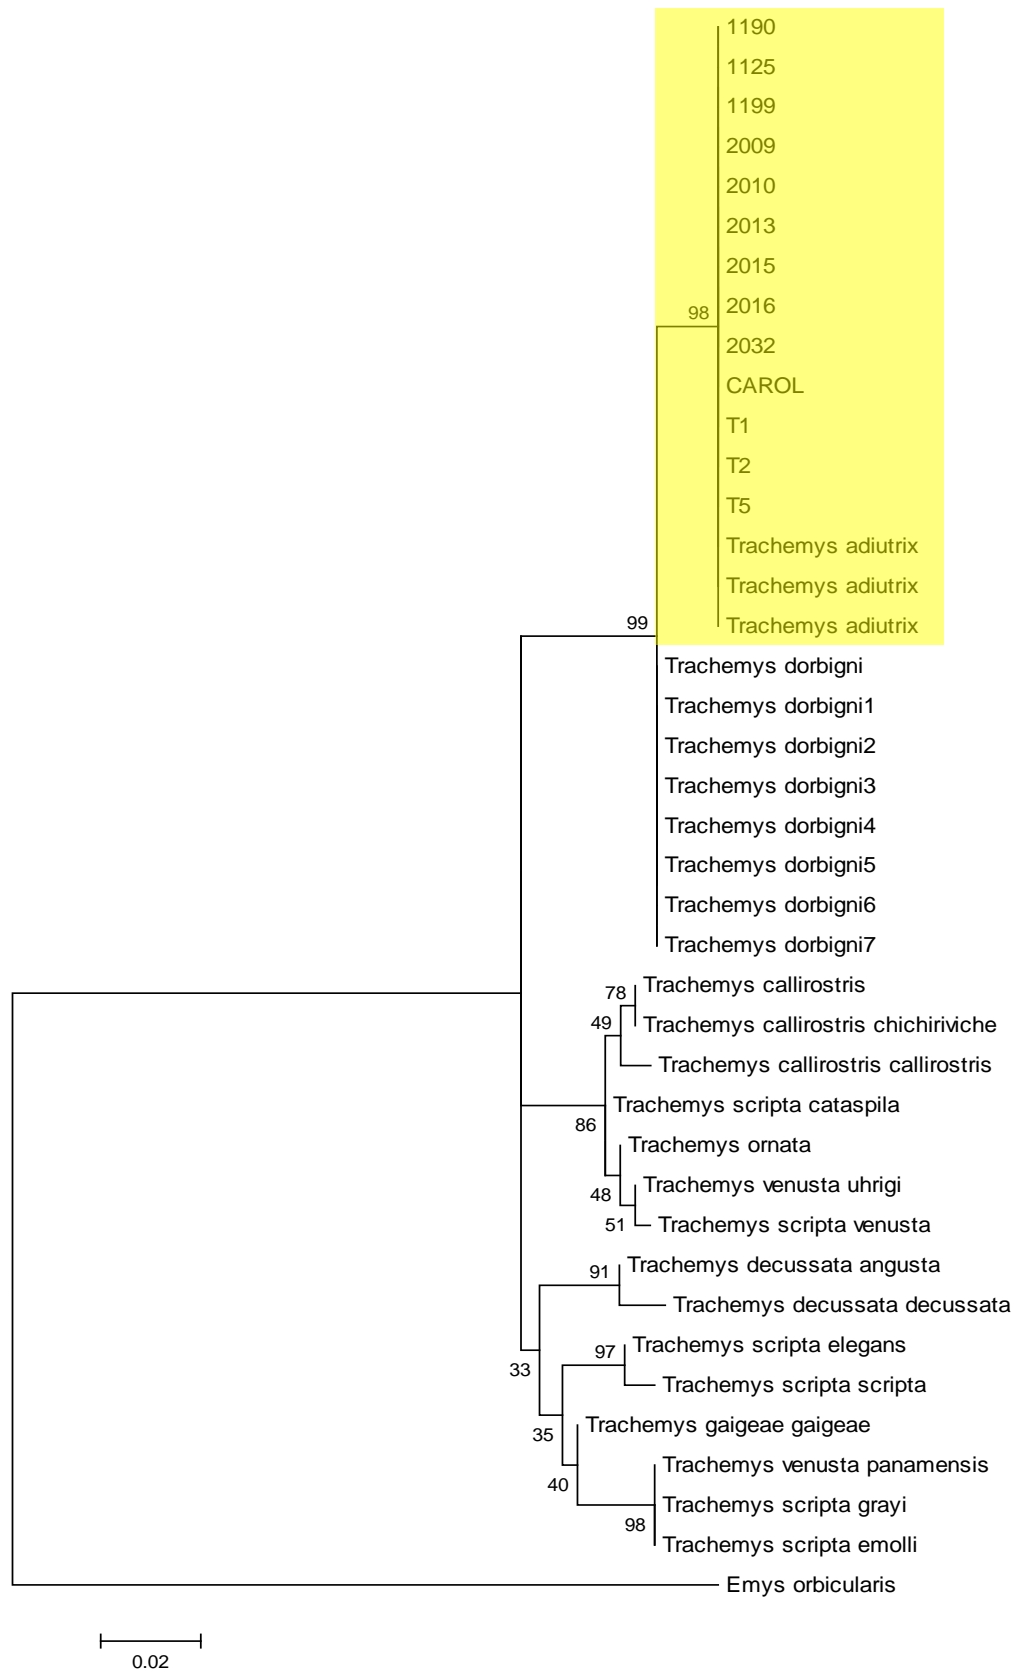 1190
1125
1199
2009
2010
2013
2015
2016
98
2032
CAROL
T1
T2
T5
Trachemys adiutrix
Trachemys adiutrix
Trachemys adiutrix
99
Trachemys dorbigni
Trachemys dorbigni1
Trachemys dorbigni2
Trachemys dorbigni3
Trachemys dorbigni4
Trachemys dorbigni5
Trachemys dorbigni6
Trachemys dorbigni7
Trachemys callirostris
78
Trachemys callirostris chichiriviche
49
Trachemys callirostris callirostris
Trachemys scripta cataspila
86
Trachemys ornata
Trachemys venusta uhrigi
48
Trachemys scripta venusta
51
Trachemys decussata angusta
91
Trachemys decussata decussata
Trachemys scripta elegans
97
33
Trachemys scripta scripta
Trachemys gaigeae gaigeae
35
Trachemys venusta panamensis
40
Trachemys scripta grayi
98
Trachemys scripta emolli
Emys orbicularis
0.02